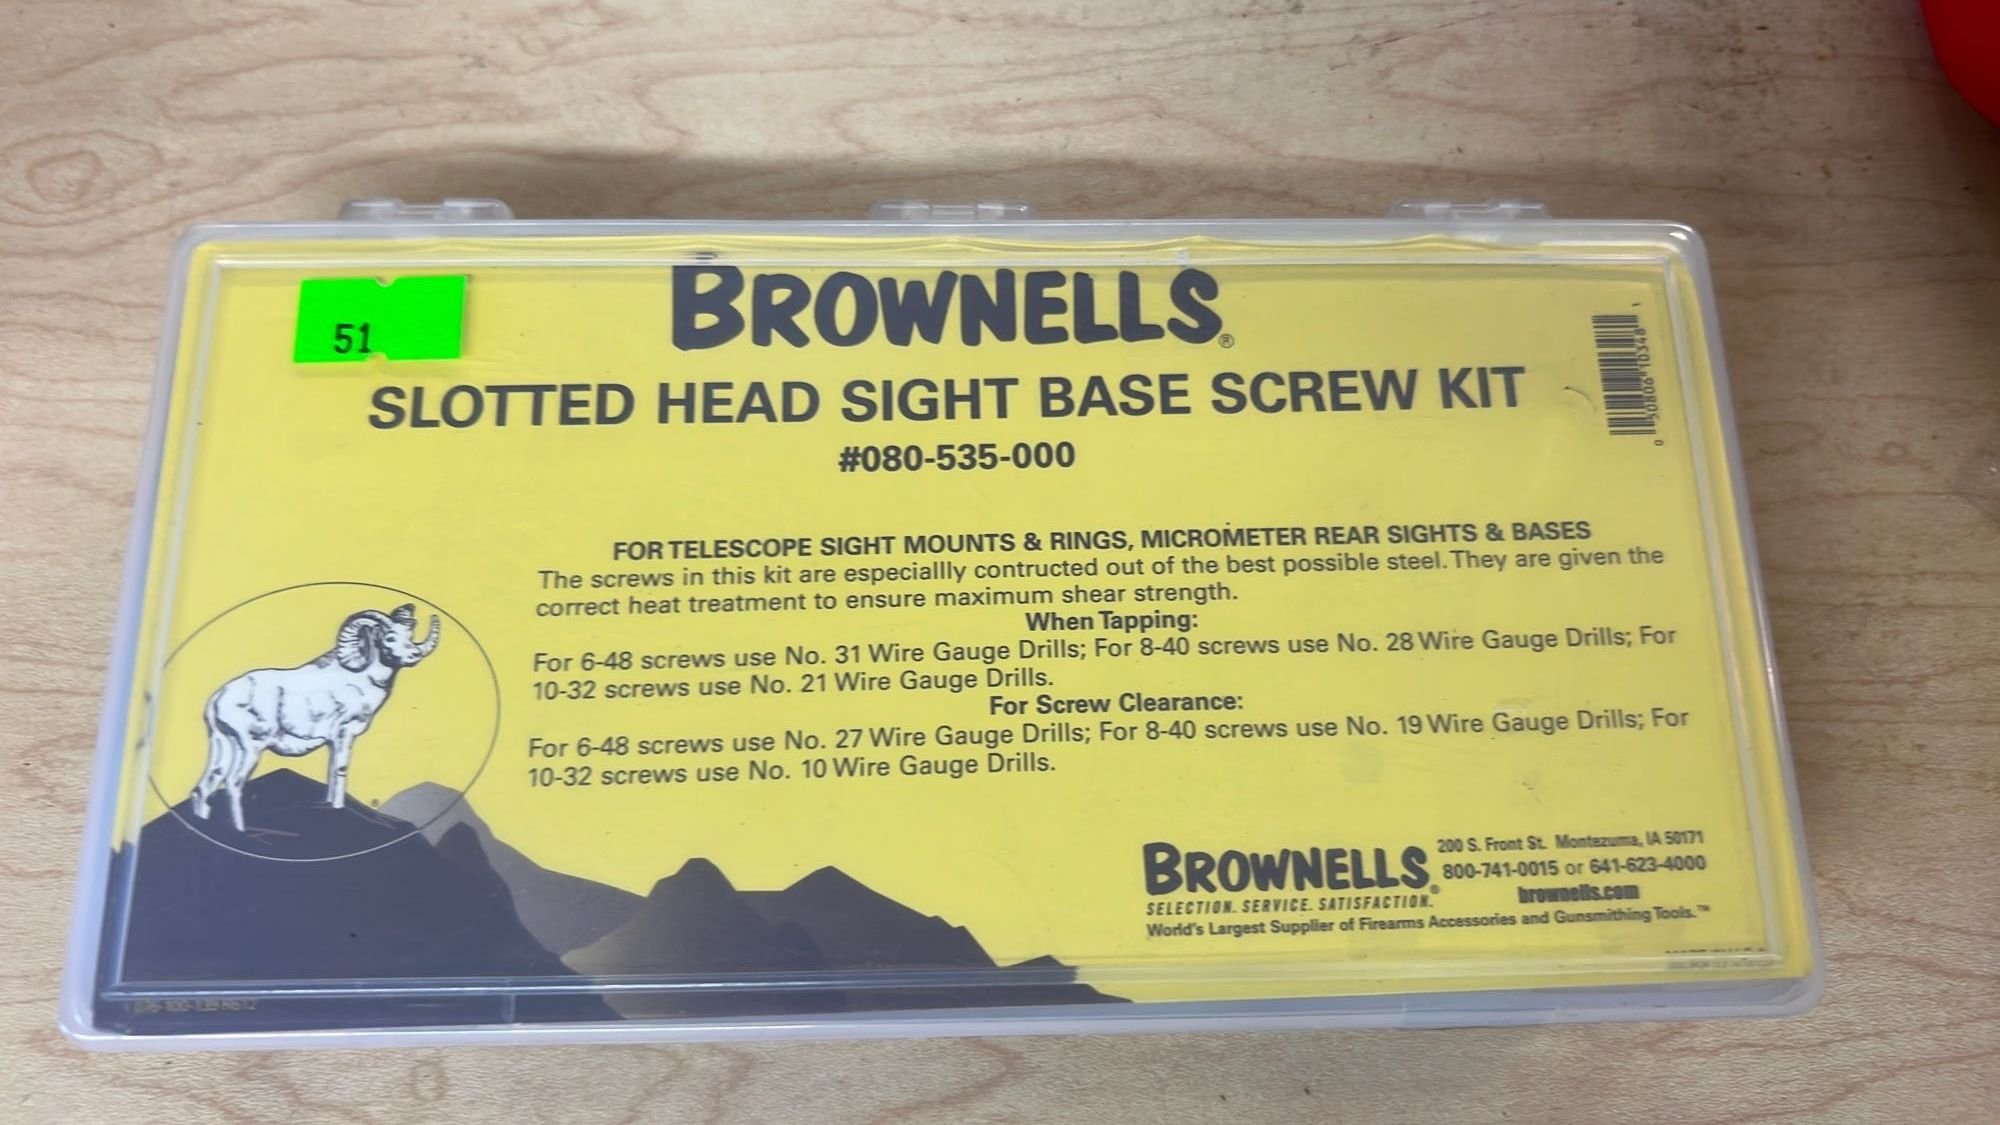 51
BROWNELLS®
SLOTTED HEAD SIGHT BASE SCREW KIT
#080-535-000
0 50806 10348 1
FOR TELESCOPE SIGHT MOUNTS & RINGS, MICROMETER REAR SIGHTS & BASES
The screws in this kit are especiallly contructed out of the best possible steel. They are given the
correct heat treatment to ensure maximum shear strength.
When Tapping:
For 6-48 screws use No. 31 Wire Gauge Drills; For 8-40 screws use No. 28 Wire Gauge Drills; For
10-32 screws use No. 21 Wire Gauge Drills.
For Screw Clearance:
For 6-48 screws use No. 27 Wire Gauge Drills; For 8-40 screws use No. 19 Wire Gauge Drills; For
10-32 screws use No. 10 Wire Gauge Drills.
BROWNELLS®
SELECTION. SERVICE. SATISFACTION.
200 S. Front St. Montezuma, IA 50171
800-741-0015 or 641-623-4000
brownells.com
World's Largest Supplier of Firearms Accessories and Gunsmithing Tools.™